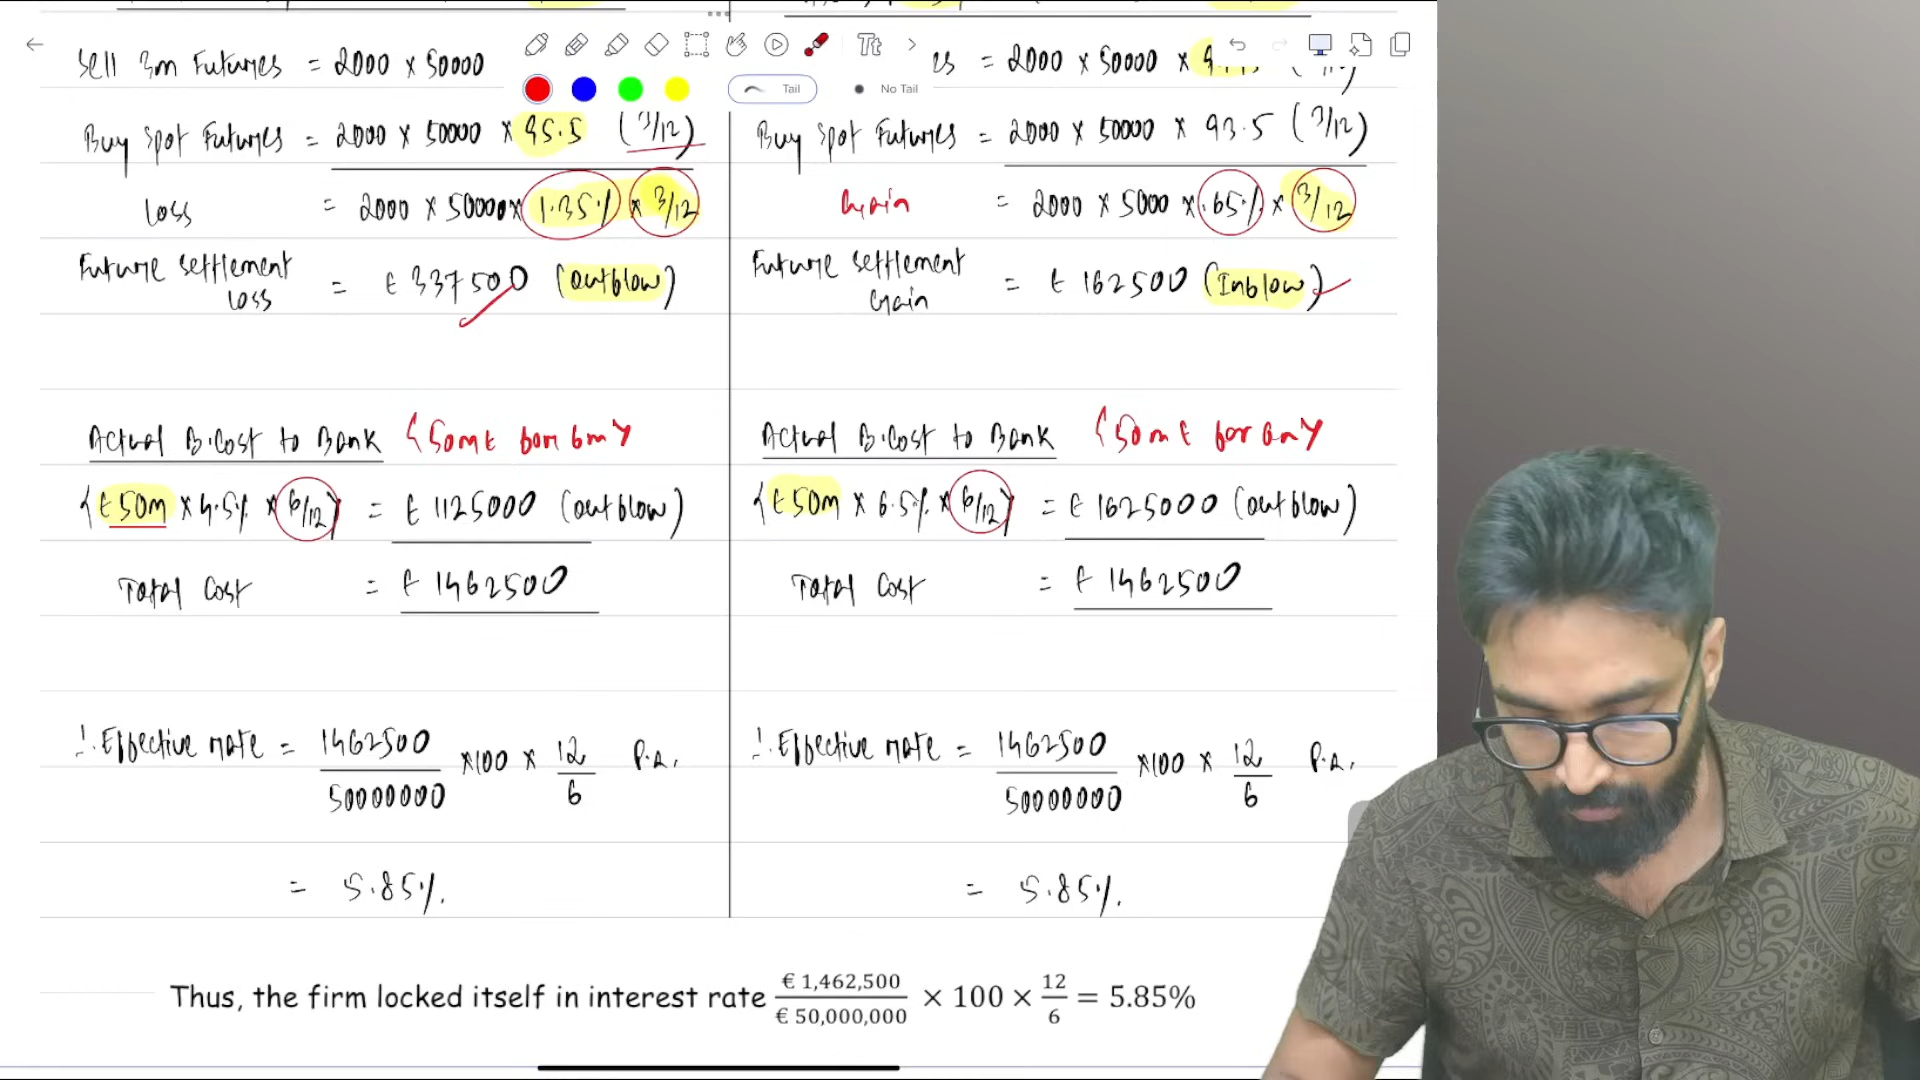 Sell 3m Futures = 2000 x 50000
Buy Spot Futures = 2000 x 50000 x 95.5 (3/12)
Loss = 2000 x 50000 x 1.35% x 3/12
Future Settlement Loss = € 337500 (Outflow)
Actual B.Cost to Bank {50m € for 6m}
{€50m x 4.5% x 6/12} = € 1125000 (outflow)
Total Cost = € 1462500
∴ Effective rate = 1462500/50000000 x100 x 12/6 P.A.
= 5.85%.
Tt
Tail
No Tail
es = 2000 x 50000 x
Buy Spot Futures = 2000 x 50000 x 93.5 (3/12)
Gain = 2000 x 5000 x .65% x 3/12
Future Settlement Gain = € 162500 (Inflow)
Actual B.Cost to Bank {50m € for 6m}
{€50m x 6.5% x 6/12} = € 1625000 (outflow)
Total Cost = € 1462500
∴ Effective rate = 1462500/50000000 x100 x 12/6 P.A.
= 5.85%.
Thus, the firm locked itself in interest rate € 1,462,500/€ 50,000,000 × 100 × 12/6 = 5.85%